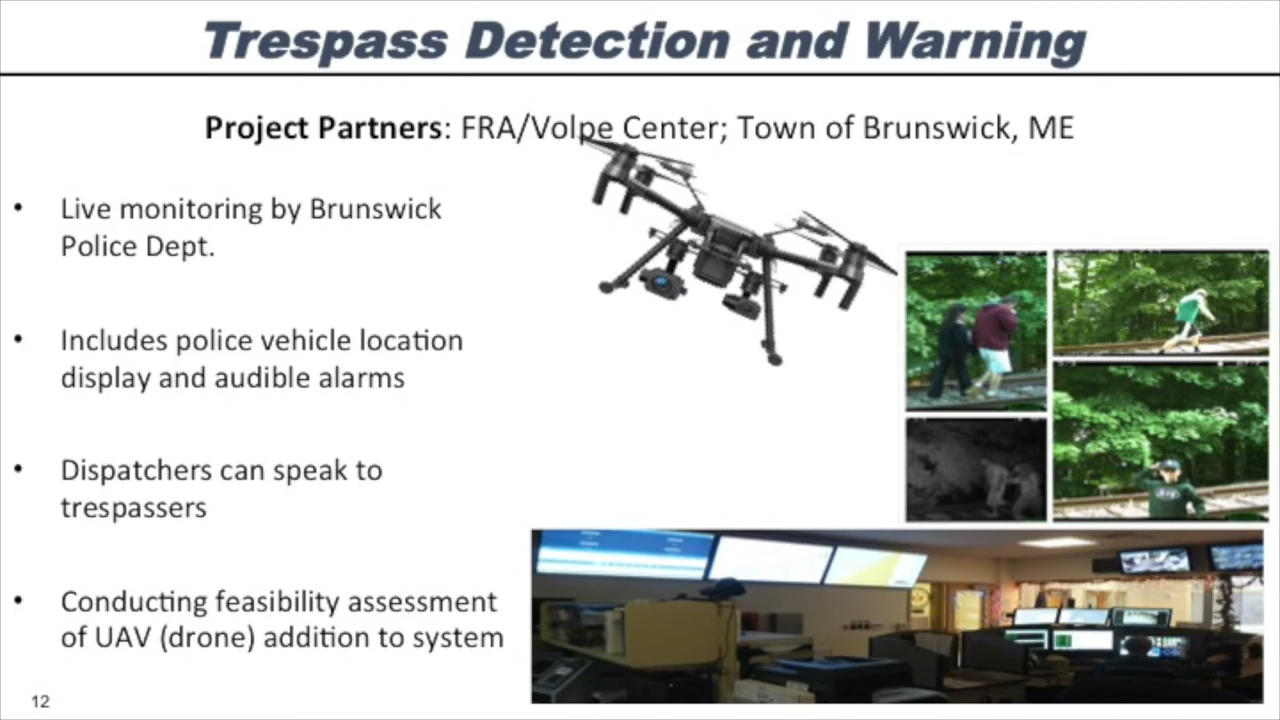 Trespass Detection and Warning
Project Partners: FRA/Volpe Center; Town of Brunswick, ME
• Live monitoring by Brunswick
Police Dept.
• Includes police vehicle location
display and audible alarms
• Dispatchers can speak to
trespassers
• Conducting feasibility assessment
of UAV (drone) addition to system
12